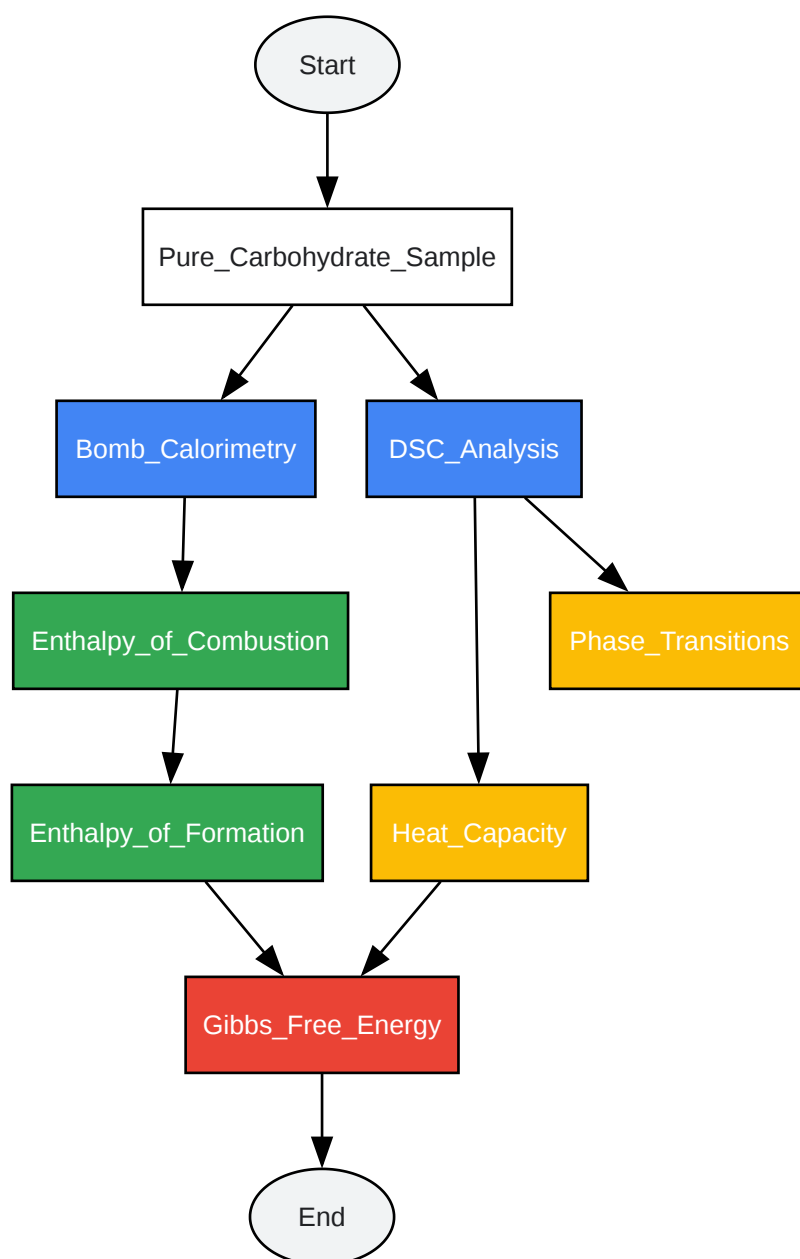 Start
Pure_Carbohydrate_Sample
Bomb_Calorimetry
DSC_Analysis
Enthalpy_of_Combustion
Phase_Transitions
Enthalpy_of_Formation
Heat_Capacity
Gibbs_Free_Energy
End